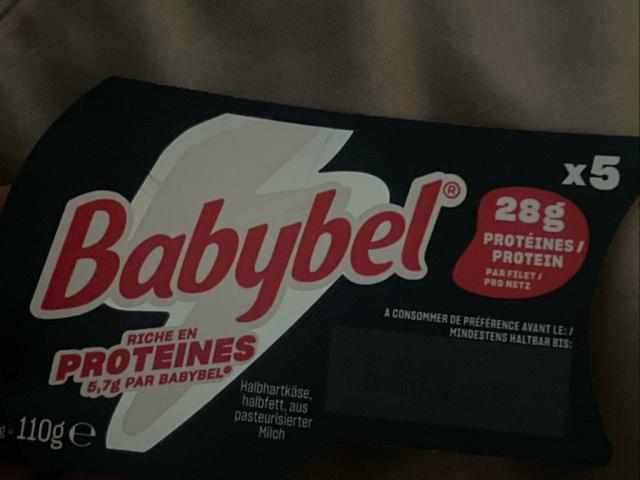 x5
Babybel®
28g
PROTÉINES /
PROTEIN
PAR FILET /
PRO NETZ
A CONSOMMER DE PRÉFÉRENCE AVANT LE: /
MINDESTENS HALTBAR BIS:
RICHE EN
PROTEINES
5,7g PAR BABYBEL®
Halbhartkäse,
halbfett, aus
pasteurisierter
Milch
g = 110g e